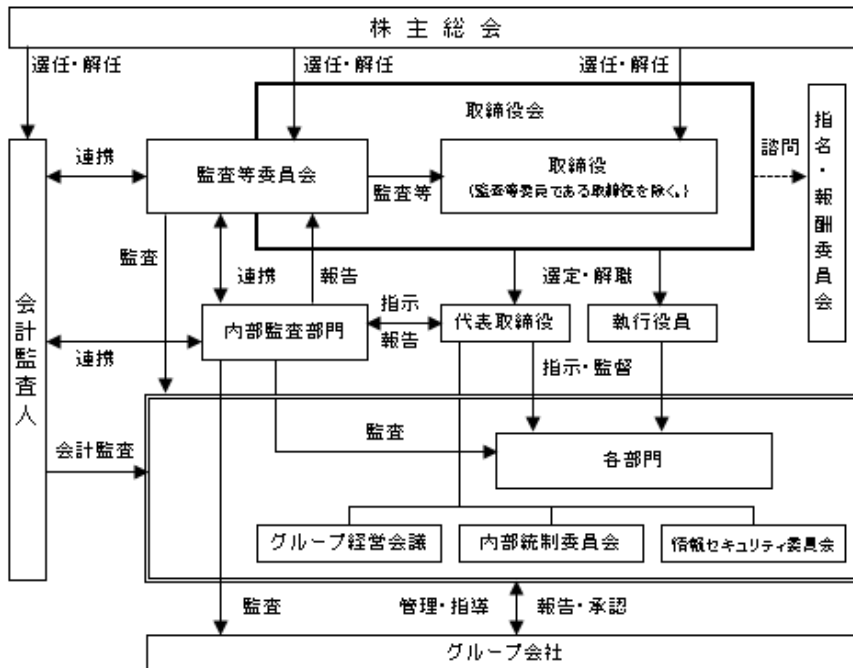 株主総会
選任・解任
選任・解任
選任・解任
取締役会
監査等委員会
取締役
(監査等委員である取締役を除く。)
連携
監査等
諮問
指名・報酬委員会
監査
連携
報告
選定・解職
指示
報告
内部監査部門
代表取締役
執行役員
会計監査人
連携
指示・監督
監査
各部門
会計監査
グループ経営会議
内部統制委員会
情報セキュリティ委員会
監査
管理・指導
報告・承認
グループ会社